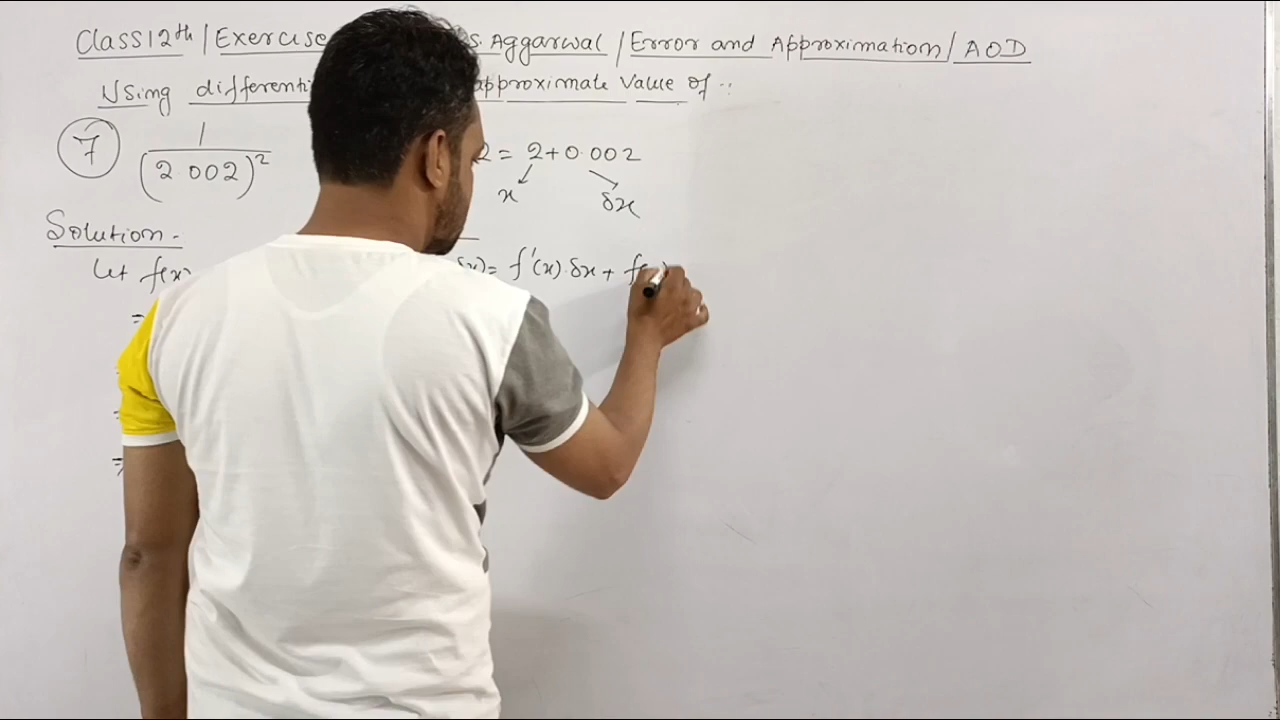 Class 12th / Exercise S. Aggarwal / Error and Approximation / AOD
Using differenti approximate Value of :-
7 1/(2.002)² 2 = 2+0.002
x δx
Solution -
let f(x) δx) = f'(x).δx + f(x)